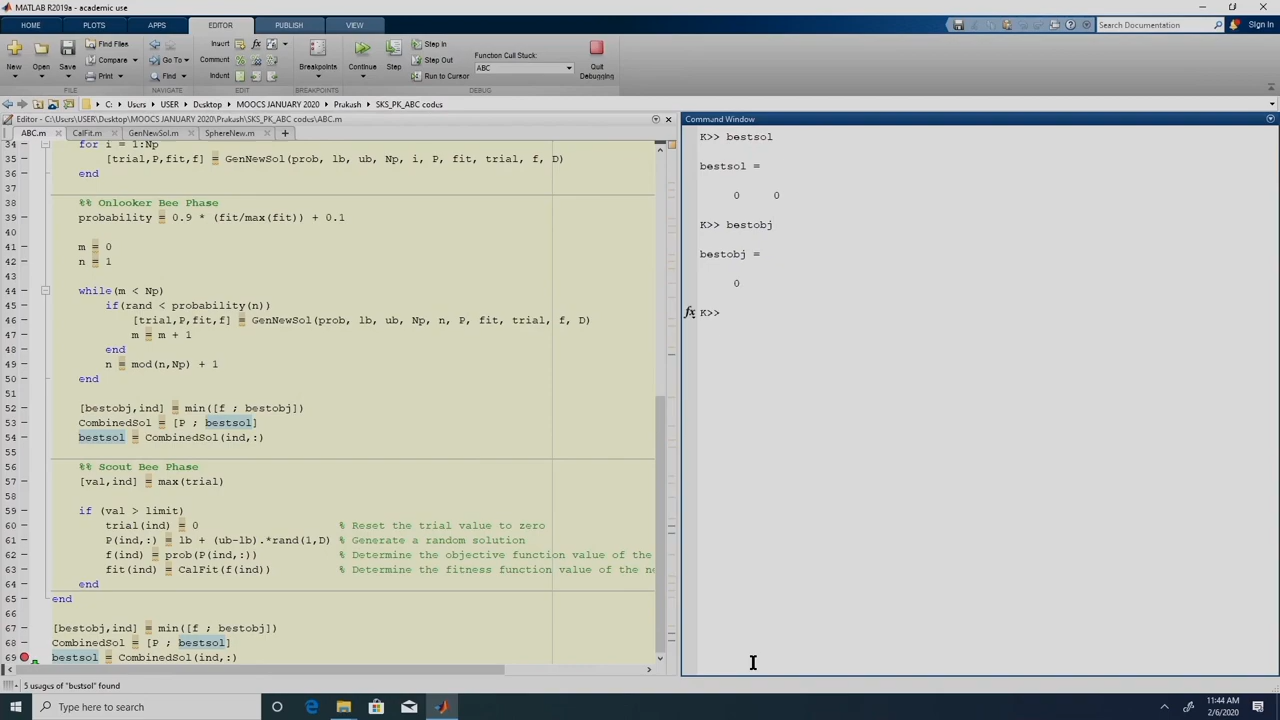 MATLAB R2019a - academic use
HOME PLOTS APPS EDITOR PUBLISH VIEW Search Documentation Sign In
New Open Save Find Files Compare Print Go To Find Insert Comment Indent Breakpoints Continue Step Step In Step Out Run to Cursor Function Call Stack: ABC Quit Debugging
FILE NAVIGATE EDIT BREAKPOINTS DEBUG
C: Users USER Desktop MOOCS JANUARY 2020 Prakash SKS_PK_ABC codes
Editor - C:\Users\USER\Desktop\MOOCS JANUARY 2020\Prakash\SKS_PK_ABC codes\ABC.m
ABC.m CalFit.m GenNewSol.m SphereNew.m
34 for i = 1:Np
35 [trial,P,fit,f] = GenNewSol(prob, lb, ub, Np, i, P, fit, trial, f, D)
36 end
37
38 %% Onlooker Bee Phase
39 probability = 0.9 * (fit/max(fit)) + 0.1
40
41 m = 0
42 n = 1
43
44 while(m < Np)
45 if(rand < probability(n))
46 [trial,P,fit,f] = GenNewSol(prob, lb, ub, Np, n, P, fit, trial, f, D)
47 m = m + 1
48 end
49 n = mod(n,Np) + 1
50 end
51
52 [bestobj,ind] = min([f ; bestobj])
53 CombinedSol = [P ; bestsol]
54 bestsol = CombinedSol(ind,:)
55
56 %% Scout Bee Phase
57 [val,ind] = max(trial)
58
59 if (val > limit)
60 trial(ind) = 0 % Reset the trial value to zero
61 P(ind,:) = lb + (ub-lb).*rand(1,D) % Generate a random solution
62 f(ind) = prob(P(ind,:)) % Determine the objective function value of the
63 fit(ind) = CalFit(f(ind)) % Determine the fitness function value of the ne
64 end
65 end
66
67 [bestobj,ind] = min([f ; bestobj])
68 CombinedSol = [P ; bestsol]
69 bestsol = CombinedSol(ind,:)
5 usages of "bestsol" found
Command Window
K>> bestsol
bestsol =
0 0
K>> bestobj
bestobj =
0
fx K>>
Type here to search
11:44 AM
2/6/2020